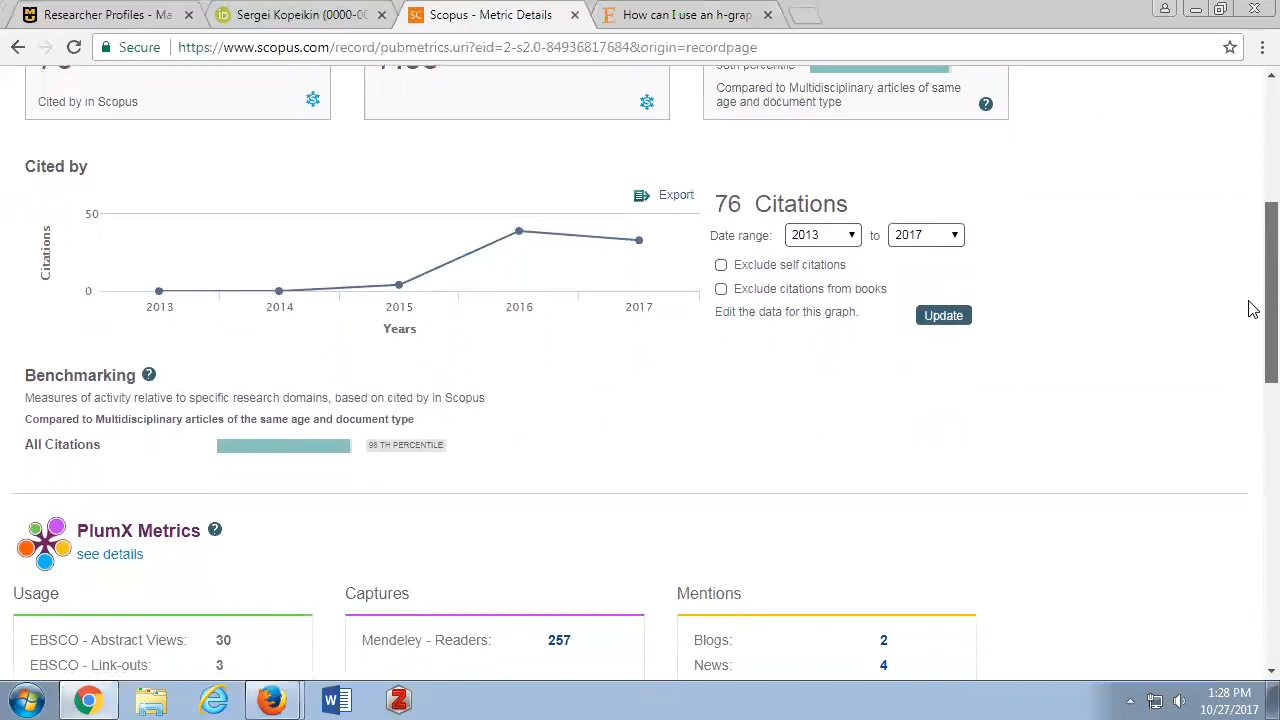 Researcher Profiles - Ma
Sergei Kopeikin (0000-00
Scopus - Metric Details
How can I use an h-grap
Secure
https://www.scopus.com/record/pubmetrics.uri?eid=2-s2.0-84936817684&origin=recordpage
Cited by in Scopus
Compared to Multidisciplinary articles of same
age and document type
Cited by
Export
76 Citations
Date range: 2013 to 2017
Exclude self citations
Exclude citations from books
Edit the data for this graph.
Update
Citations
50
0
2013 2014 2015 2016 2017
Years
Benchmarking
Measures of activity relative to specific research domains, based on cited by in Scopus
Compared to Multidisciplinary articles of the same age and document type
All Citations
98 TH PERCENTILE
PlumX Metrics
see details
Usage
EBSCO - Abstract Views: 30
EBSCO - Link-outs: 3
Captures
Mendeley - Readers: 257
Mentions
Blogs: 2
News: 4
1:28 PM
10/27/2017